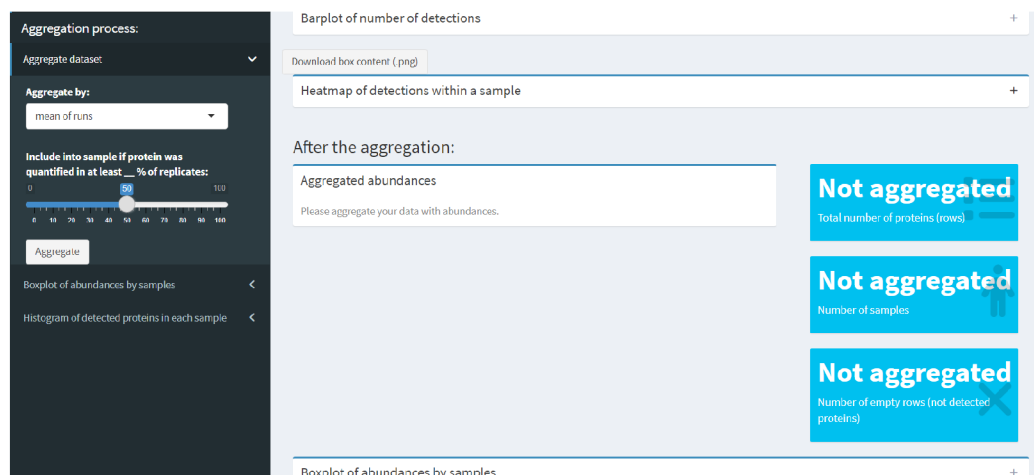 Aggregation process:
Aggregate dataset
Aggregate by:
mean of runs
Include into sample if protein was
quantified in at least __ % of replicates:
0 50 100
0 10 20 30 40 50 60 70 80 90 100
Aggregate
Boxplot of abundances by samples
Histogram of detected proteins in each sample
Barplot of number of detections
Download box content (.png)
Heatmap of detections within a sample
After the aggregation:
Aggregated abundances
Please aggregate your data with abundances.
Not aggregated
Total number of proteins (rows)
Not aggregated
Number of samples
Not aggregated
Number of empty rows (not detected
proteins)
Boxplot of abundances by samples